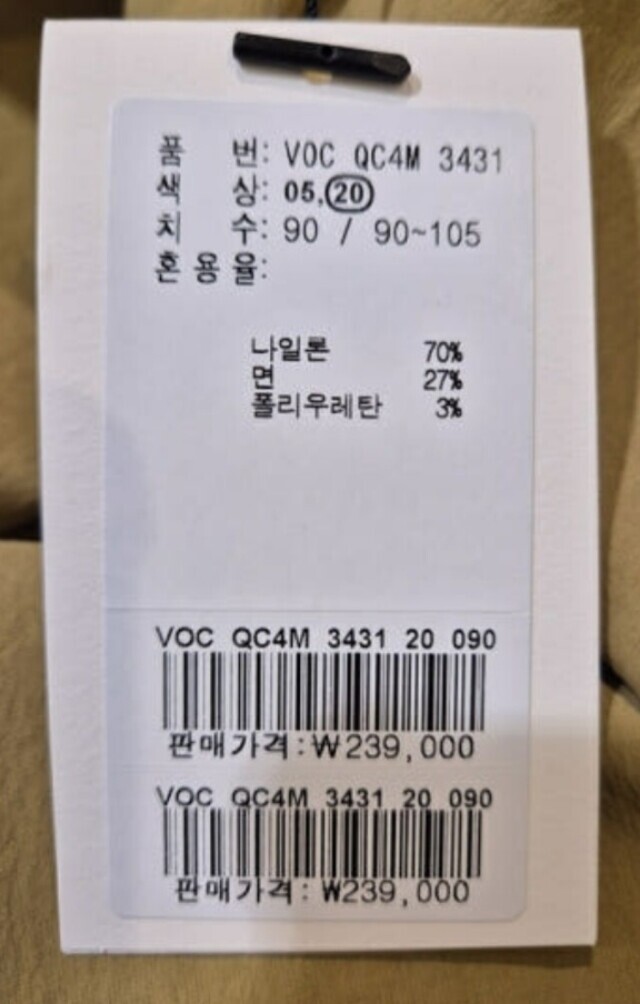 품 번: VOC QC4M 3431
색 상: 05, 20
치 수: 90 / 90~105
혼용율:
나일론 70%
면 27%
폴리우레탄 3%
VOC QC4M 3431 20 090
판매가격:₩239,000
VOC QC4M 3431 20 090
판매가격:₩239,000